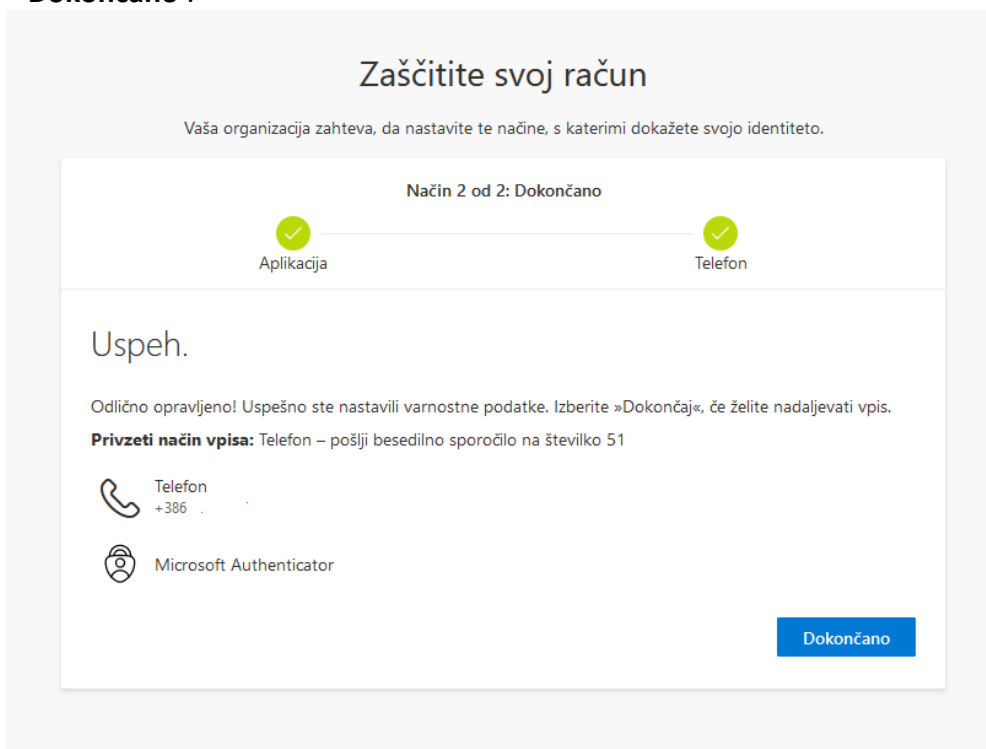 Dokončano".
Zaščitite svoj račun
Vaša organizacija zahteva, da nastavite te načine, s katerimi dokažete svojo identiteto.
Način 2 od 2: Dokončano
Aplikacija
Telefon
Uspeh.
Odlično opravljeno! Uspešno ste nastavili varnostne podatke. Izberite »Dokončaj«, če želite nadaljevati vpis.
Privzeti način vpisa: Telefon – pošlji besedilno sporočilo na številko 51
Telefon
+386
Microsoft Authenticator
Dokončano